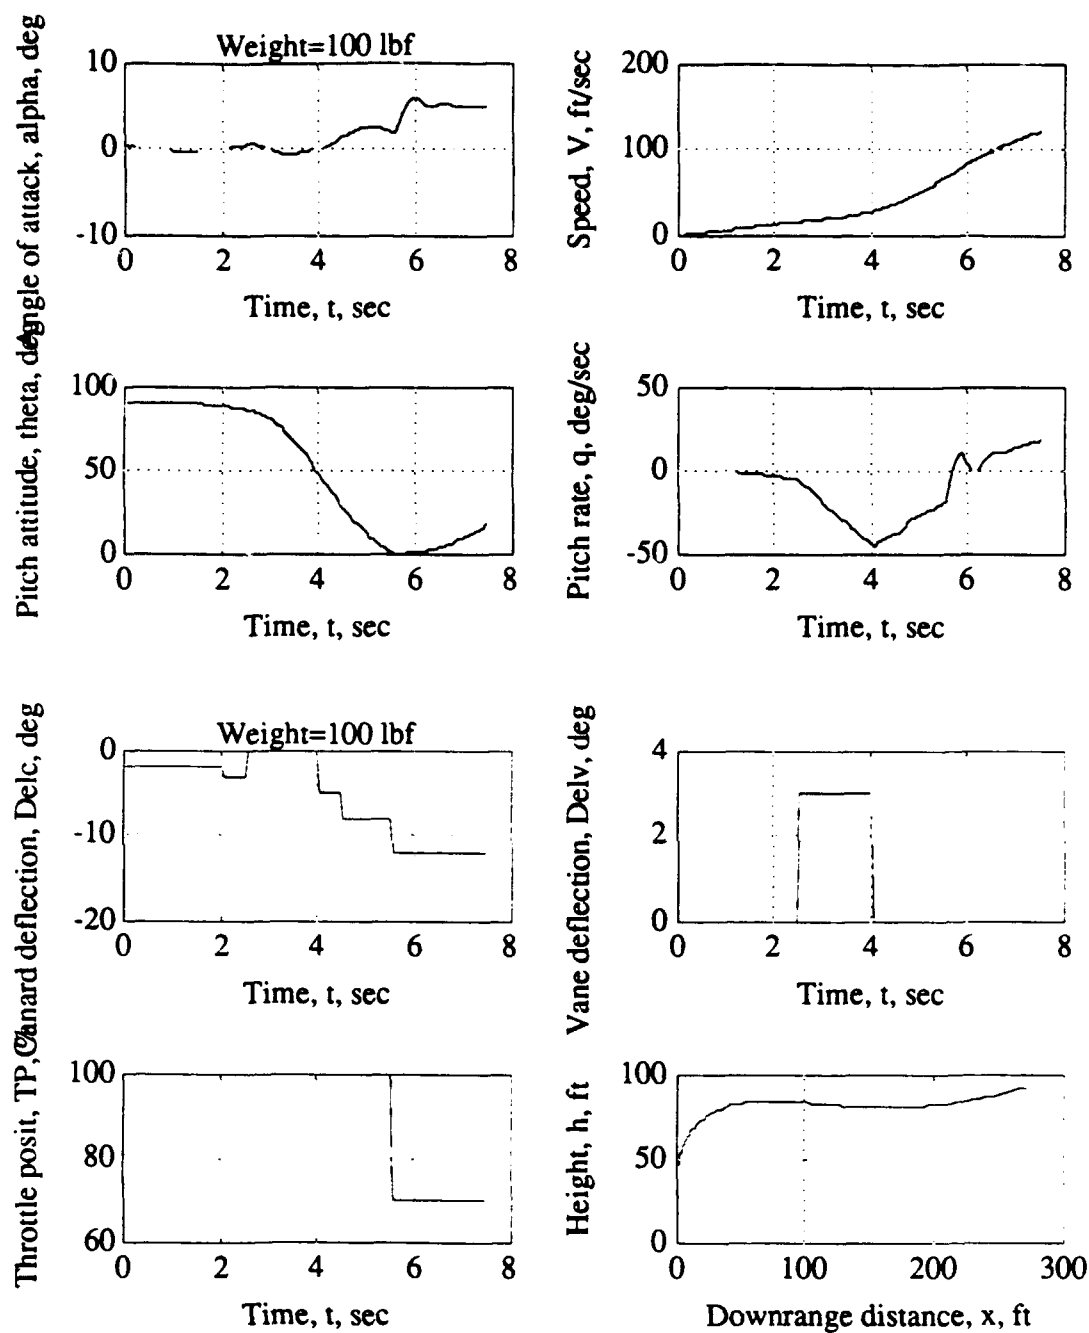 Weight=100 lbf
Angle of attack, alpha, deg
10
0
-10
0 2 4 6 8
Time, t, sec
Speed, V, ft/sec
200
100
0
0 2 4 6 8
Time, t, sec
Pitch attitude, theta, deg
100
50
0
0 2 4 6 8
Time, t, sec
Pitch rate, q, deg/sec
50
0
-50
0 2 4 6 8
Time, t, sec
Weight=100 lbf
Canard deflection, Delc, deg
0
-10
-20
0 2 4 6 8
Time, t, sec
Vane deflection, Delv, deg
4
2
0
0 2 4 6 8
Time, t, sec
Throttle posit, TP, %
100
80
60
0 2 4 6 8
Time, t, sec
Height, h, ft
100
50
0
0 100 200 300
Downrange distance, x, ft